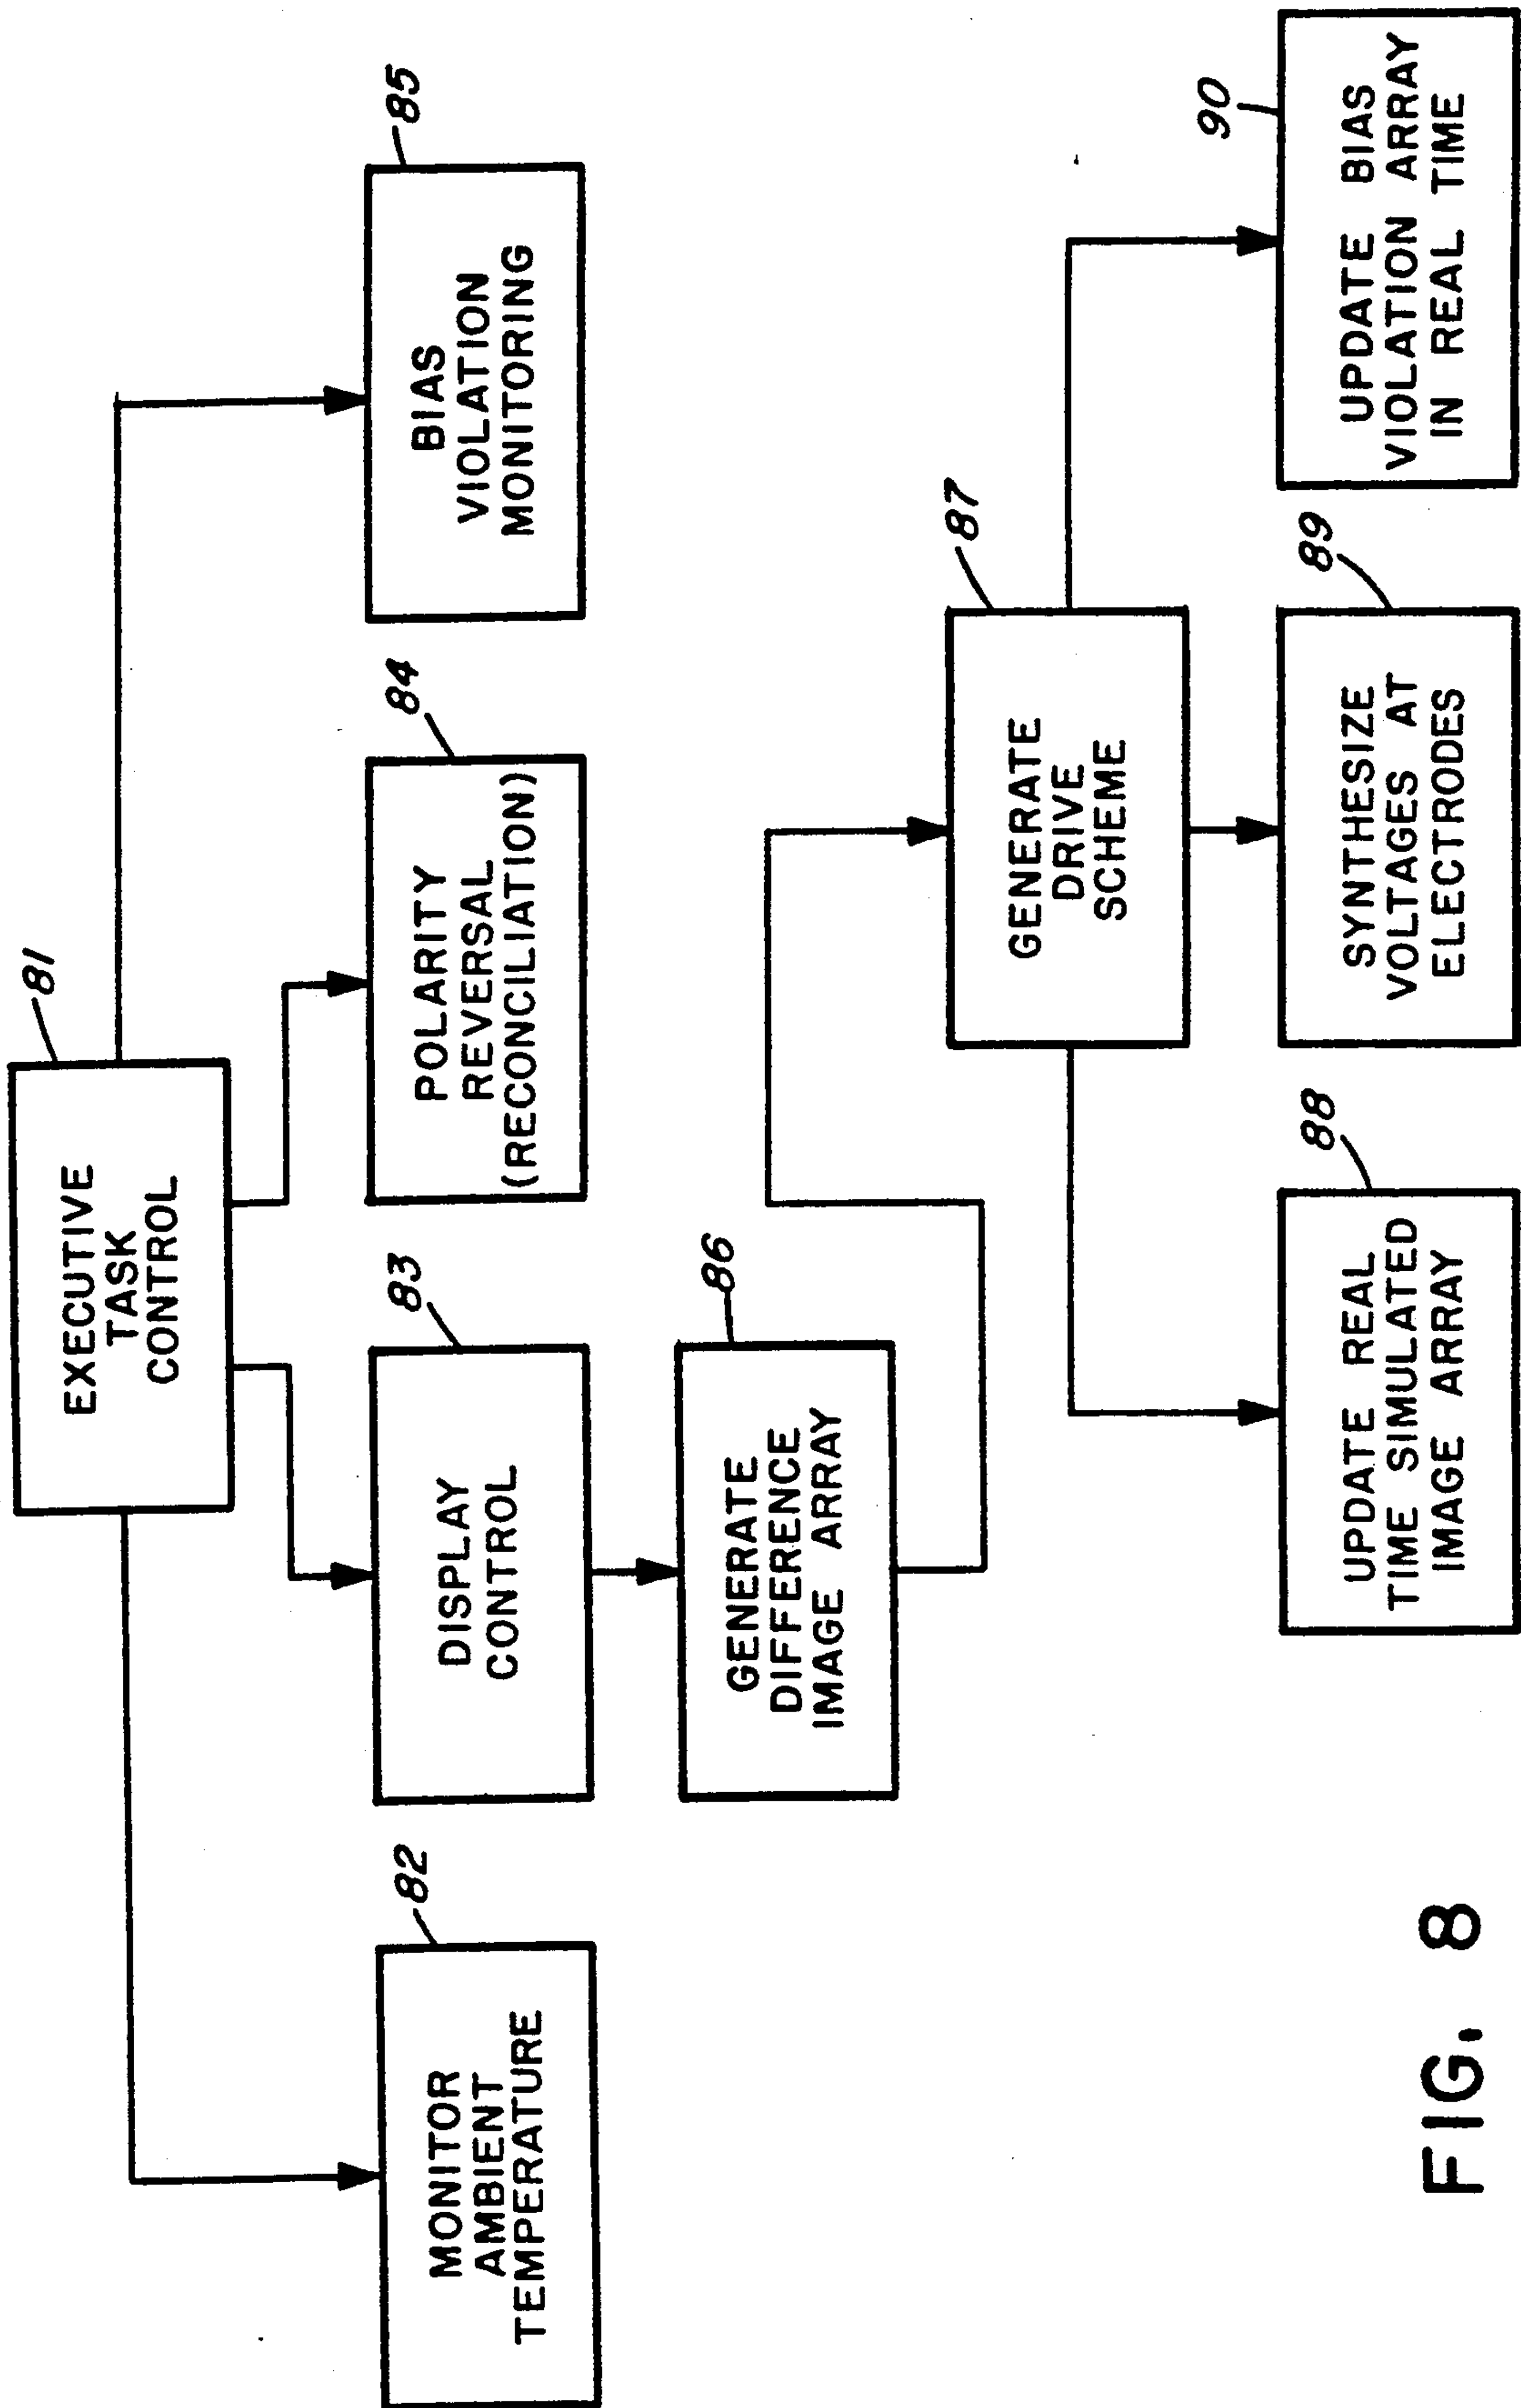 81
EXECUTIVE
TASK
CONTROL
82
MONITOR
AMBIENT
TEMPERATURE
83
DISPLAY
CONTROL
84
POLARITY
REVERSAL
(RECONCILIATION)
85
BIAS
VIOLATION
MONITORING
86
GENERATE
DIFFERENCE
IMAGE ARRAY
87
GENERATE
DRIVE
SCHEME
88
UPDATE REAL
TIME SIMULATED
IMAGE ARRAY
89
SYNTHESIZE
VOLTAGES AT
ELECTRODES
90
UPDATE BIAS
VIOLATION ARRAY
IN REAL TIME
FIG. 8